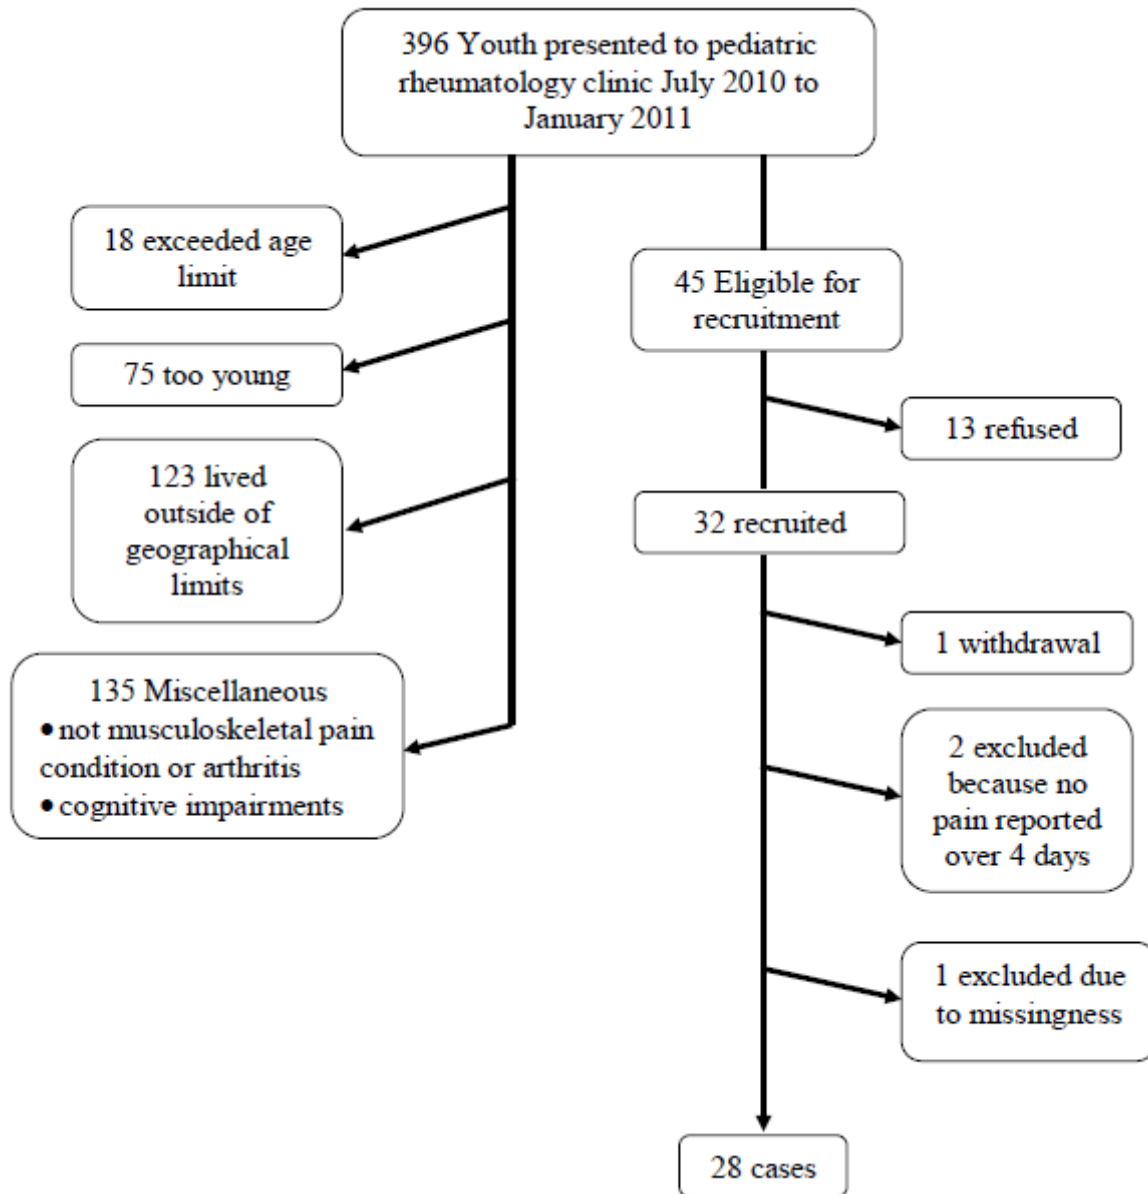 396 Youth presented to pediatric
rheumatology clinic July 2010 to
January 2011
18 exceeded age
limit
75 too young
123 lived
outside of
geographical
limits
135 Miscellaneous
•not musculoskeletal pain
condition or arthritis
•cognitive impairments
45 Eligible for
recruitment
13 refused
32 recruited
1 withdrawal
2 excluded
because no
pain reported
over 4 days
1 excluded due
to missingness
28 cases